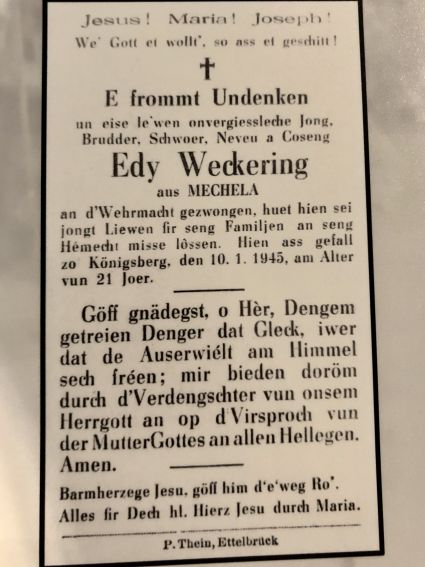 Jesus! Maria! Joseph!
We' Gott et wollt', so ass et geschitt!
E frommt Undenken
un eise le'wen onvergiessleche Jong,
Brudder, Schwoer, Neveu a Coseng
Edy Weckering
aus MECHELA
an d'Wehrmacht gezwongen, huet hien sei
jongt Liewen fir seng Familjen an seng
Hémecht misse lôssen. Hien ass gefall
zo Königsberg, den 10. 1. 1945, am Alter
vun 21 Joer.
Göff gnädegst, o Hèr, Dengem
getreien Denger dat Gleck, iwer
dat de Auserwiélt am Himmel
sech fréen; mir bieden doröm
durch d'Verdengschter vun onsem
Herrgott an op d'Virsproch vun
der MutterGottes an allen Hellegen.
Amen.
Barmherzege Jesu, göff him d'e'weg Ro'.
Alles fir Dech hl. Hierz Jesu durch Maria.
P. Thein, Ettelbrück